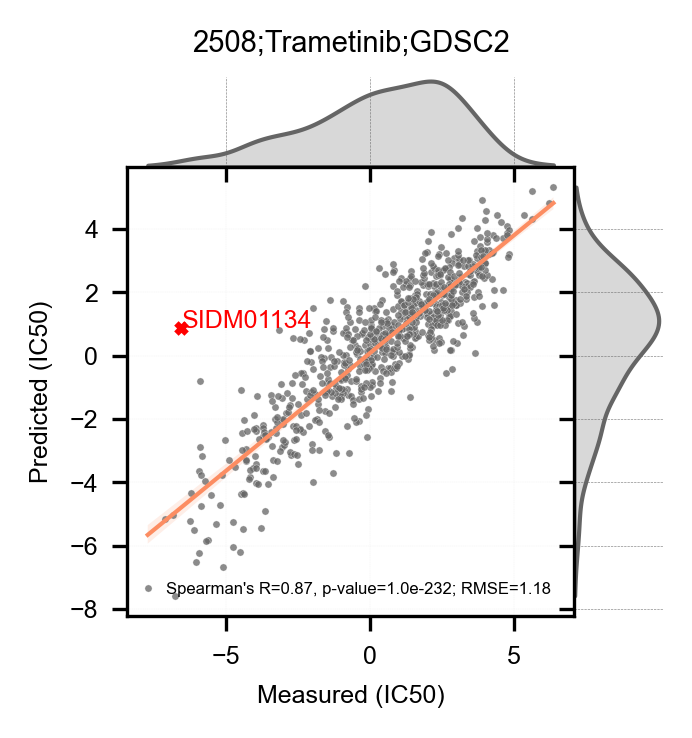 2508;Trametinib;GDSC2
4
2
0
−2
−4
−6
−8
Predicted (IC50)
SIDM01134
Spearman's R=0.87, p-value=1.0e-232; RMSE=1.18
−5 0 5
Measured (IC50)